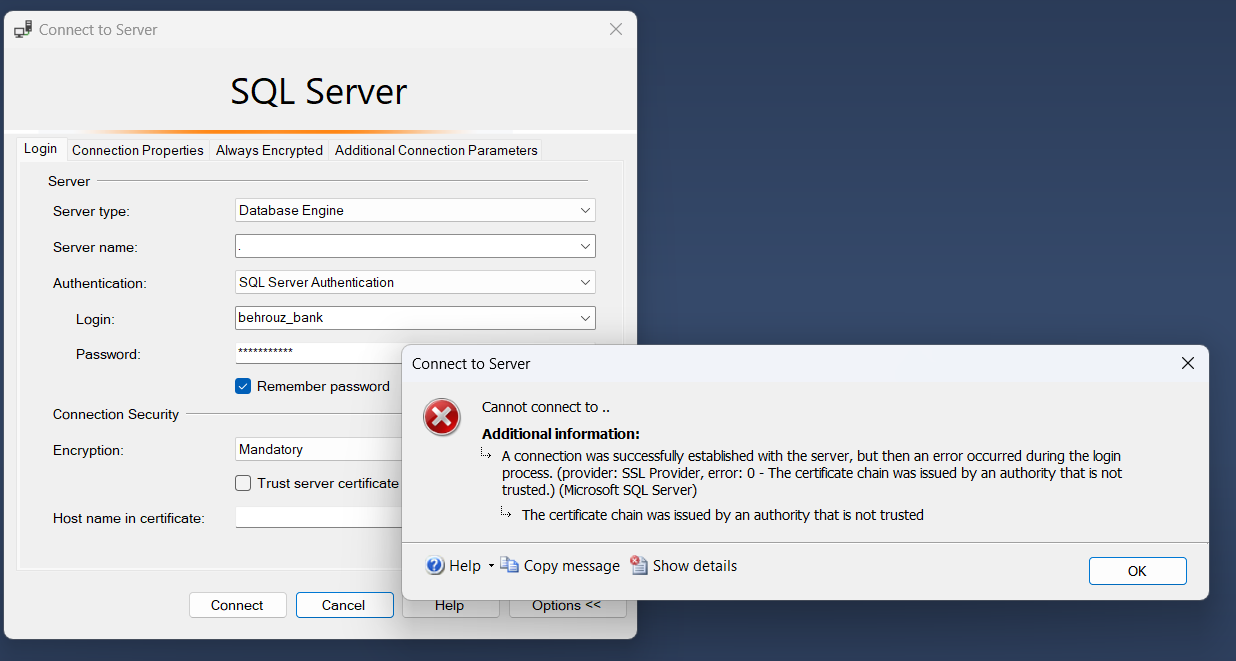 Connect to Server
SQL Server
Login Connection Properties Always Encrypted Additional Connection Parameters
Server
Server type: Database Engine
Server name: .
Authentication: SQL Server Authentication
Login: behrouz_bank
Password: ***********
Remember password
Connection Security
Encryption: Mandatory
Trust server certificate
Host name in certificate:
Connect Cancel Help Options <<
Connect to Server
Cannot connect to ..
Additional information:
A connection was successfully established with the server, but then an error occurred during the login
process. (provider: SSL Provider, error: 0 - The certificate chain was issued by an authority that is not
trusted.) (Microsoft SQL Server)
The certificate chain was issued by an authority that is not trusted
Help Copy message Show details
OK